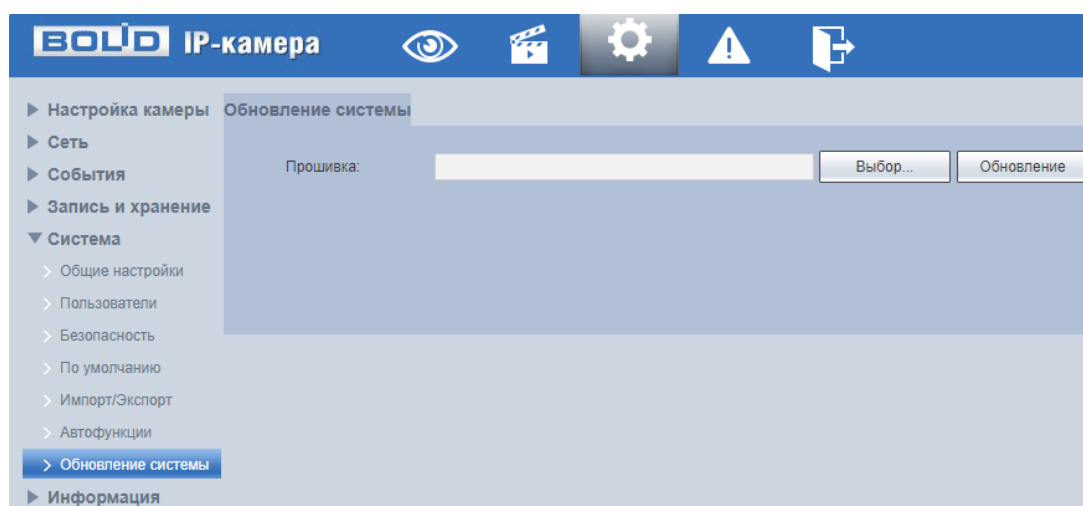 BOLID IP-камера
Настройка камеры
Сеть
События
Запись и хранение
Система
Общие настройки
Пользователи
Безопасность
По умолчанию
Импорт/Экспорт
Автофункции
Обновление системы
Информация
Обновление системы
Прошивка: Выбор... Обновление